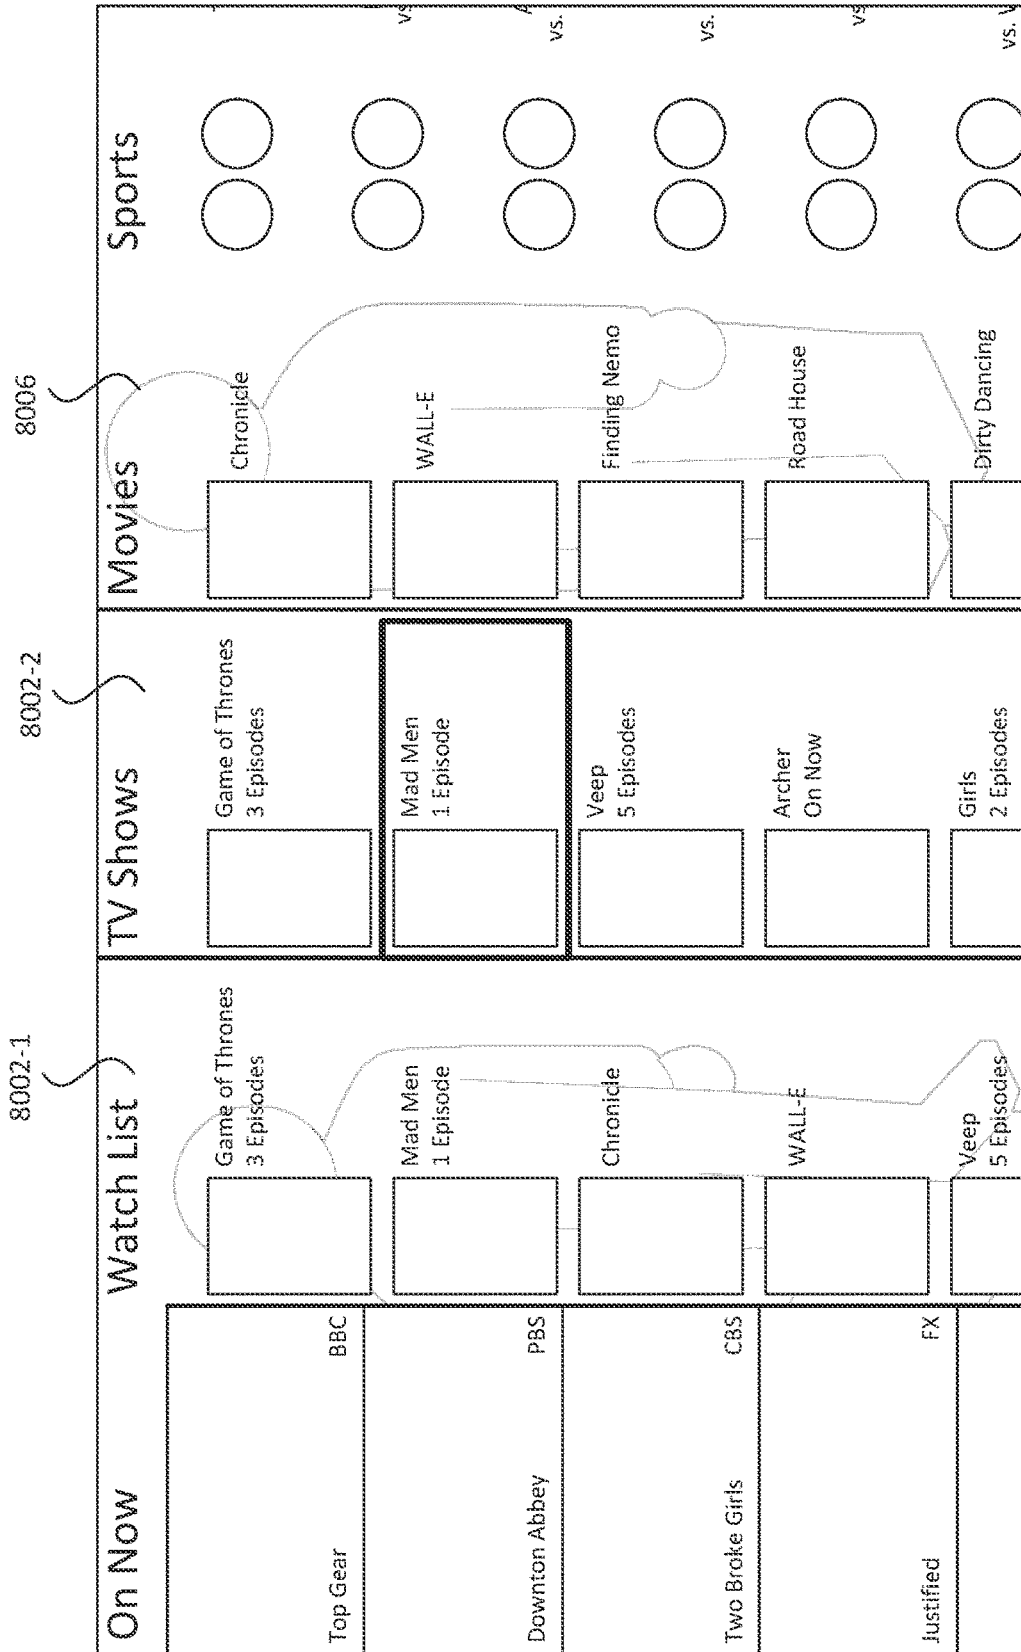 8002-1
8002-2
8006
On Now
Watch List
TV Shows
Movies
Sports
Top Gear
BBC
Downton Abbey
PBS
Two Broke Girls
CBS
Justified
FX
Game of Thrones
3 Episodes
Mad Men
1 Episode
Chronicle
WALL-E
Veep
5 Episodes
Game of Thrones
3 Episodes
Mad Men
1 Episode
Veep
5 Episodes
Archer
On Now
Girls
2 Episodes
Chronicle
WALL-E
Finding Nemo
Road House
Dirty Dancing
vs.
vs.
vs.